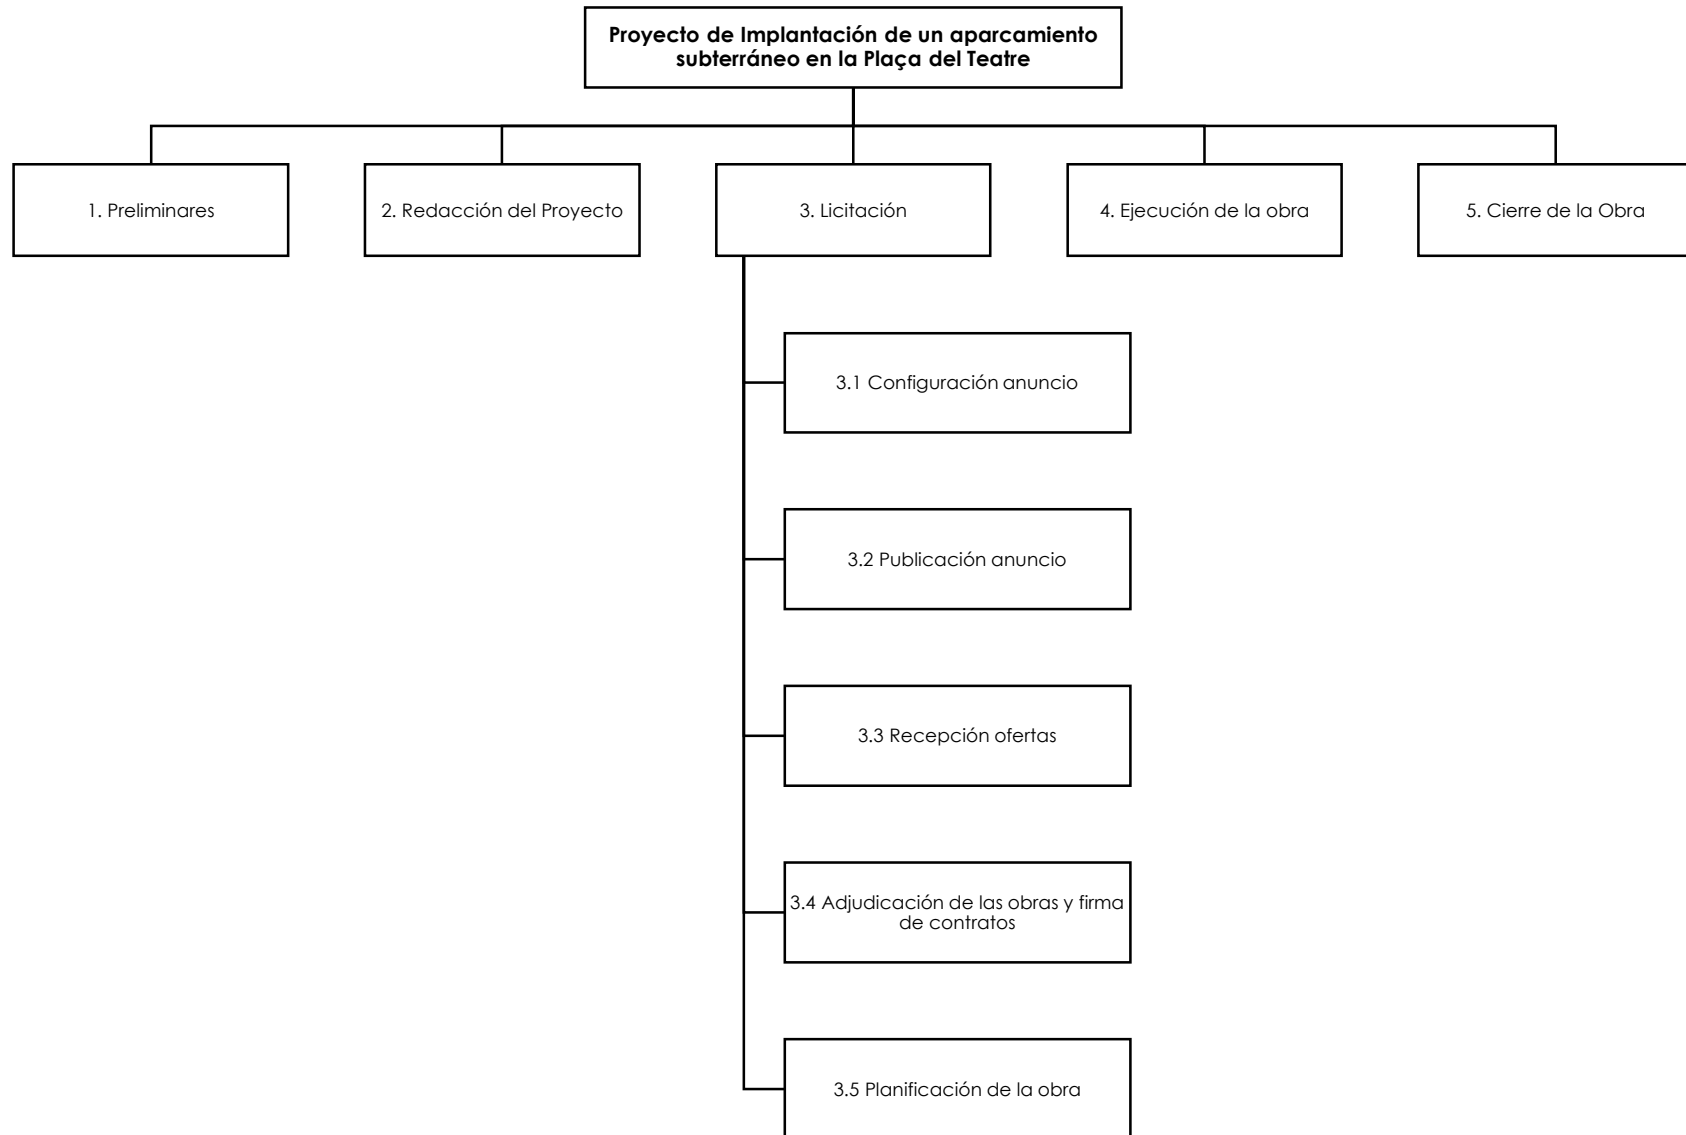 Proyecto de Implantación de un aparcamiento
subterráneo en la Plaça del Teatre
1. Preliminares
2. Redacción del Proyecto
3. Licitación
4. Ejecución de la obra
5. Cierre de la Obra
3.1 Configuración anuncio
3.2 Publicación anuncio
3.3 Recepción ofertas
3.4 Adjudicación de las obras y firma
de contratos
3.5 Planificación de la obra